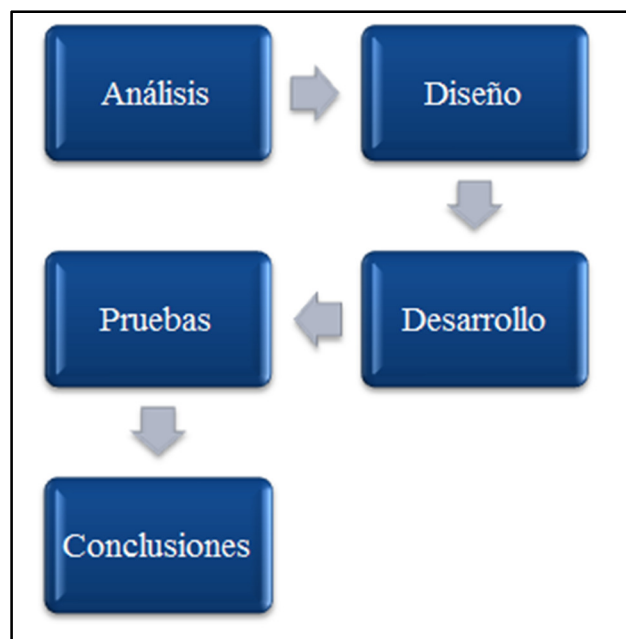 Análisis
Diseño
Desarrollo
Pruebas
Conclusiones